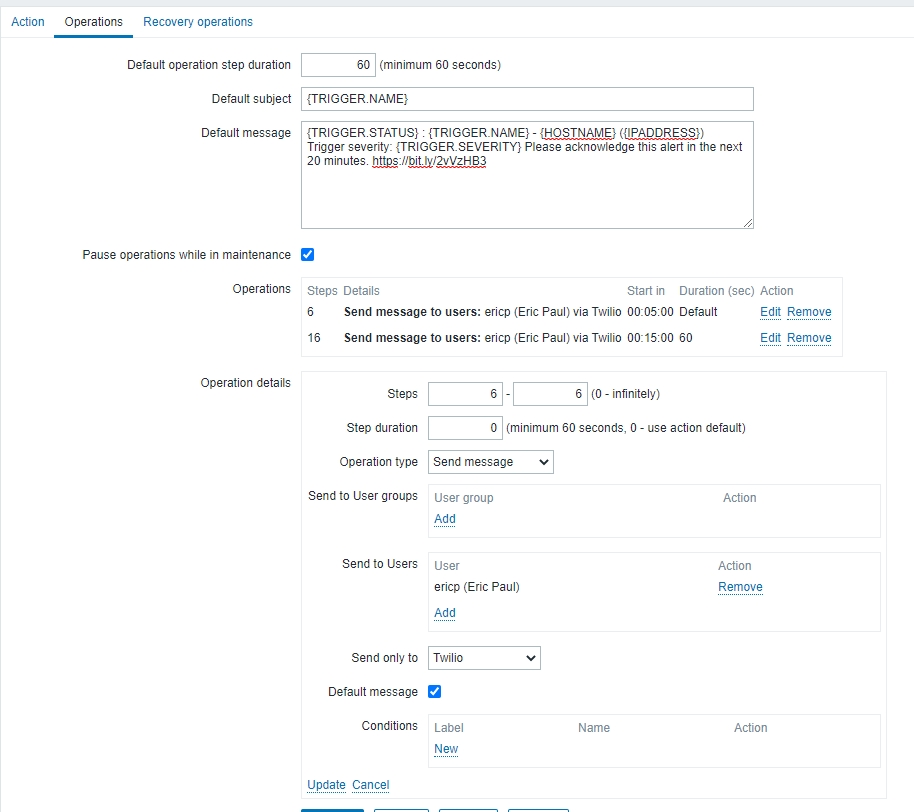 Action Operations Recovery operations
Default operation step duration 60 (minimum 60 seconds)
Default subject {TRIGGER.NAME}
Default message {TRIGGER.STATUS} : {TRIGGER.NAME} - {HOSTNAME} ({IPADDRESS})
Trigger severity: {TRIGGER.SEVERITY} Please acknowledge this alert in the next
20 minutes. https://bit.ly/2vVzHB3
Pause operations while in maintenance
Operations Steps Details Start in Duration (sec) Action
6 Send message to users: ericp (Eric Paul) via Twilio 00:05:00 Default Edit Remove
16 Send message to users: ericp (Eric Paul) via Twilio 00:15:00 60 Edit Remove
Operation details
Steps 6 - 6 (0 - infinitely)
Step duration 0 (minimum 60 seconds, 0 - use action default)
Operation type Send message
Send to User groups User group Action
Add
Send to Users User Action
ericp (Eric Paul) Remove
Add
Send only to Twilio
Default message
Conditions Label Name Action
New
Update Cancel